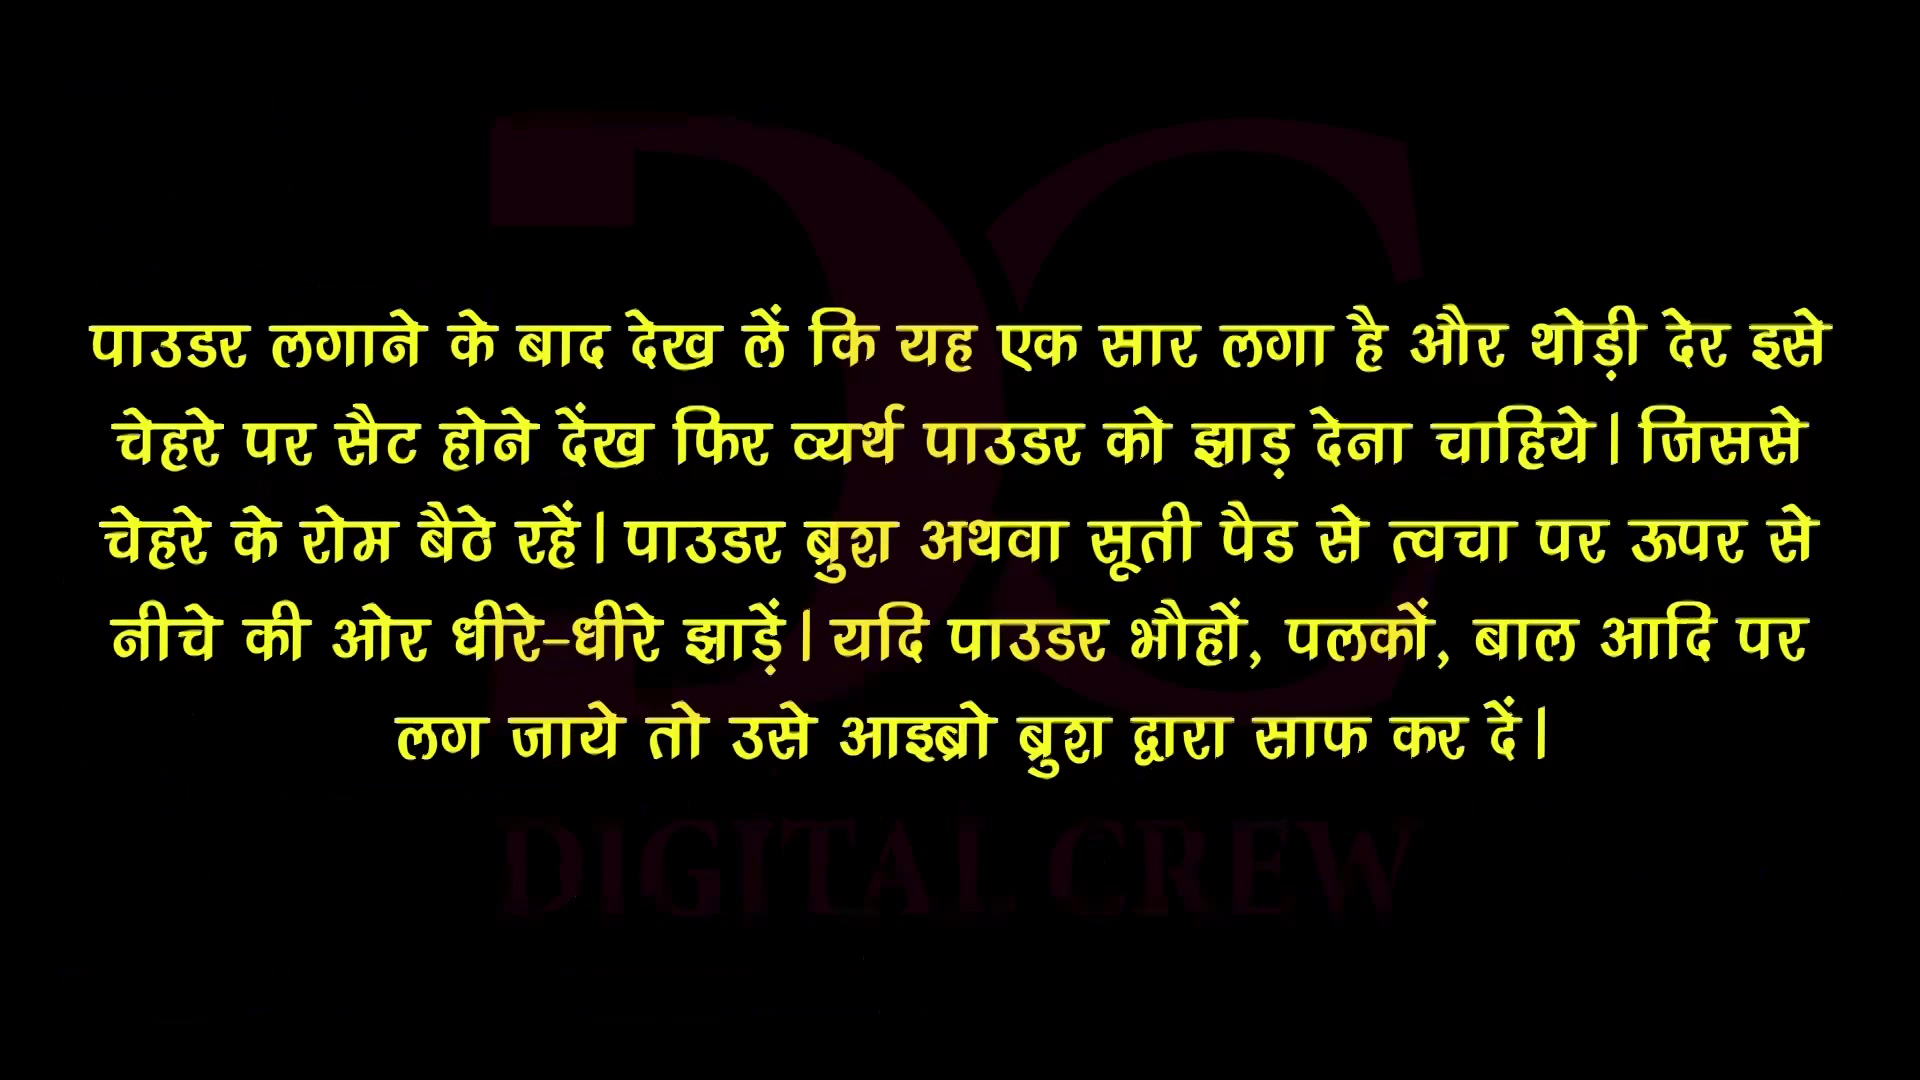 पाउडर लगाने के बाद देख लें कि यह एक सार लगा है और थोड़ी देर इसे
चेहरे पर सैट होने देंख फिर व्यर्थ पाउडर को झाड़ देना चाहिये। जिससे
चेहरे के रोम बैठे रहें। पाउडर ब्रुश अथवा सूती पैड से त्वचा पर ऊपर से
नीचे की ओर धीरे-धीरे झाड़ें। यदि पाउडर भौहों, पलकों, बाल आदि पर
लग जाये तो उसे आइब्रो ब्रुश द्वारा साफ कर दें।
DIGITAL CREW